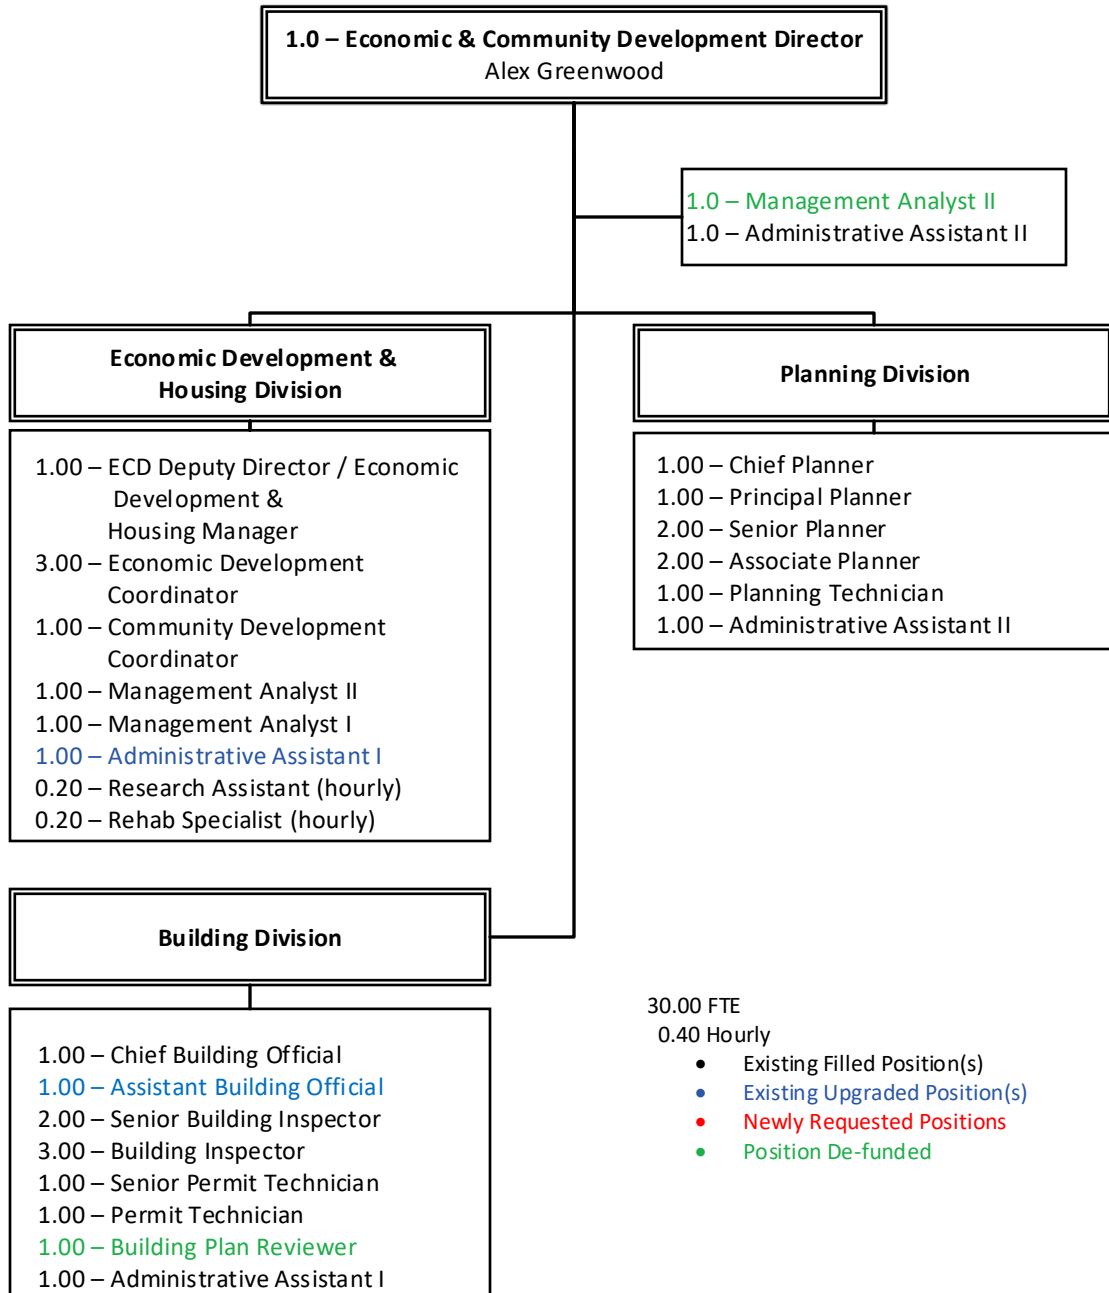 1.0 – Economic & Community Development Director
Alex Greenwood
1.0 – Management Analyst II
1.0 – Administrative Assistant II
Economic Development &
Housing Division
1.00 – ECD Deputy Director / Economic
Development &
Housing Manager
3.00 – Economic Development
Coordinator
1.00 – Community Development
Coordinator
1.00 – Management Analyst II
1.00 – Management Analyst I
1.00 – Administrative Assistant I
0.20 – Research Assistant (hourly)
0.20 – Rehab Specialist (hourly)
Planning Division
1.00 – Chief Planner
1.00 – Principal Planner
2.00 – Senior Planner
2.00 – Associate Planner
1.00 – Planning Technician
1.00 – Administrative Assistant II
Building Division
1.00 – Chief Building Official
1.00 – Assistant Building Official
2.00 – Senior Building Inspector
3.00 – Building Inspector
1.00 – Senior Permit Technician
1.00 – Permit Technician
1.00 – Building Plan Reviewer
1.00 – Administrative Assistant I
30.00 FTE
0.40 Hourly
• Existing Filled Position(s)
• Existing Upgraded Position(s)
• Newly Requested Positions
• Position De-funded